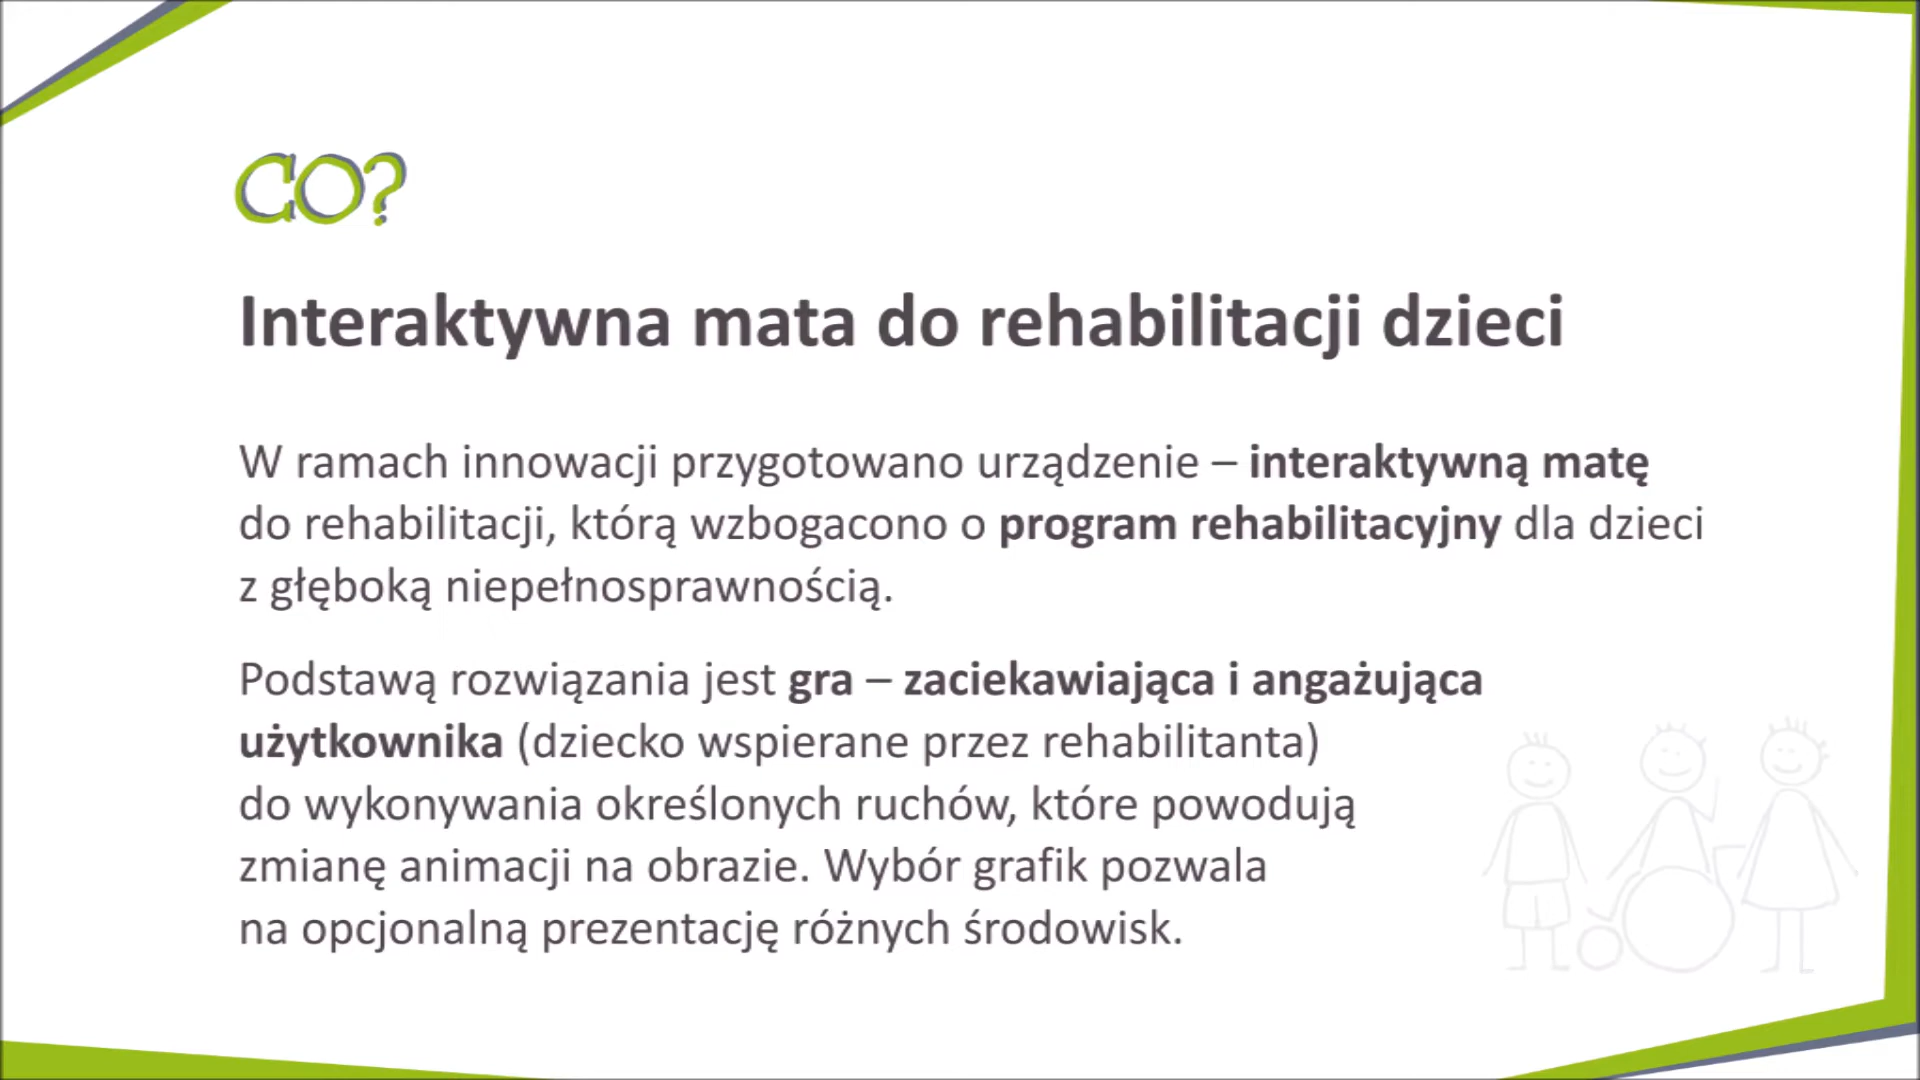 CO?
Interaktywna mata do rehabilitacji dzieci
W ramach innowacji przygotowano urządzenie – interaktywną matę
do rehabilitacji, którą wzbogacono o program rehabilitacyjny dla dzieci
z głęboką niepełnosprawnością.
Podstawą rozwiązania jest gra – zaciekawiająca i angażująca
użytkownika (dziecko wspierane przez rehabilitanta)
do wykonywania określonych ruchów, które powodują
zmianę animacji na obrazie. Wybór grafik pozwala
na opcjonalną prezentację różnych środowisk.